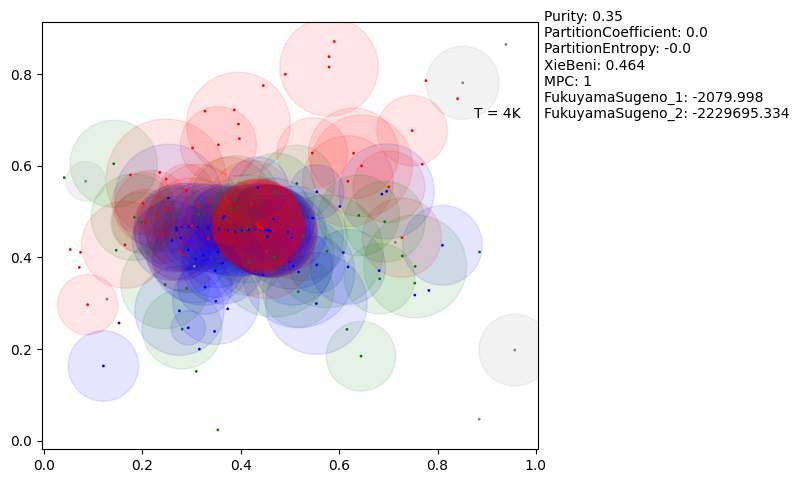 Purity: 0.35
PartitionCoefficient: 0.0
PartitionEntropy: -0.0
XieBeni: 0.464
MPC: 1
FukuyamaSugeno_1: -2079.998
FukuyamaSugeno_2: -2229695.334
T = 4K
0.8
0.6
0.4
0.2
0.0
0.0 0.2 0.4 0.6 0.8 1.0